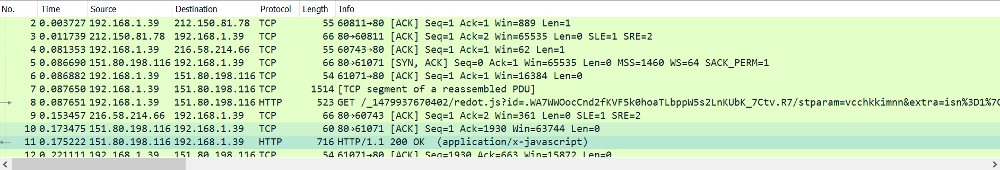 No. Time Source Destination Protocol Length Info
2 0.003727 192.168.1.39 212.150.81.78 TCP 55 60811→80 [ACK] Seq=1 Ack=1 Win=889 Len=1
3 0.011739 212.150.81.78 192.168.1.39 TCP 66 80→60811 [ACK] Seq=1 Ack=2 Win=65535 Len=0 SLE=1 SRE=2
4 0.081353 192.168.1.39 216.58.214.66 TCP 55 60743→80 [ACK] Seq=1 Ack=1 Win=62 Len=1
5 0.086690 151.80.198.116 192.168.1.39 TCP 66 80→61071 [SYN, ACK] Seq=0 Ack=1 Win=65535 Len=0 MSS=1460 WS=64 SACK_PERM=1
6 0.086882 192.168.1.39 151.80.198.116 TCP 54 61071→80 [ACK] Seq=1 Ack=1 Win=16384 Len=0
7 0.087650 192.168.1.39 151.80.198.116 TCP 1514 [TCP segment of a reassembled PDU]
8 0.087651 192.168.1.39 151.80.198.116 HTTP 523 GET /_1479937670402/redot.js?id=.WA7WWOocCnd2fKVF5k0hoaTLbppW5s2LnKUbK_7Ctv.R7/stparam=vcchkkimnn&extra=isn%3D1%7C
9 0.153457 216.58.214.66 192.168.1.39 TCP 66 80→60743 [ACK] Seq=1 Ack=2 Win=361 Len=0 SLE=1 SRE=2
10 0.173475 151.80.198.116 192.168.1.39 TCP 60 80→61071 [ACK] Seq=1 Ack=1930 Win=63744 Len=0
11 0.175222 151.80.198.116 192.168.1.39 HTTP 716 HTTP/1.1 200 OK (application/x-javascript)
12 0.221111 192.168.1.39 151.80.198.116 TCP 54 61071→80 [ACK] Seq=1930 Ack=663 Win=15872 Len=0